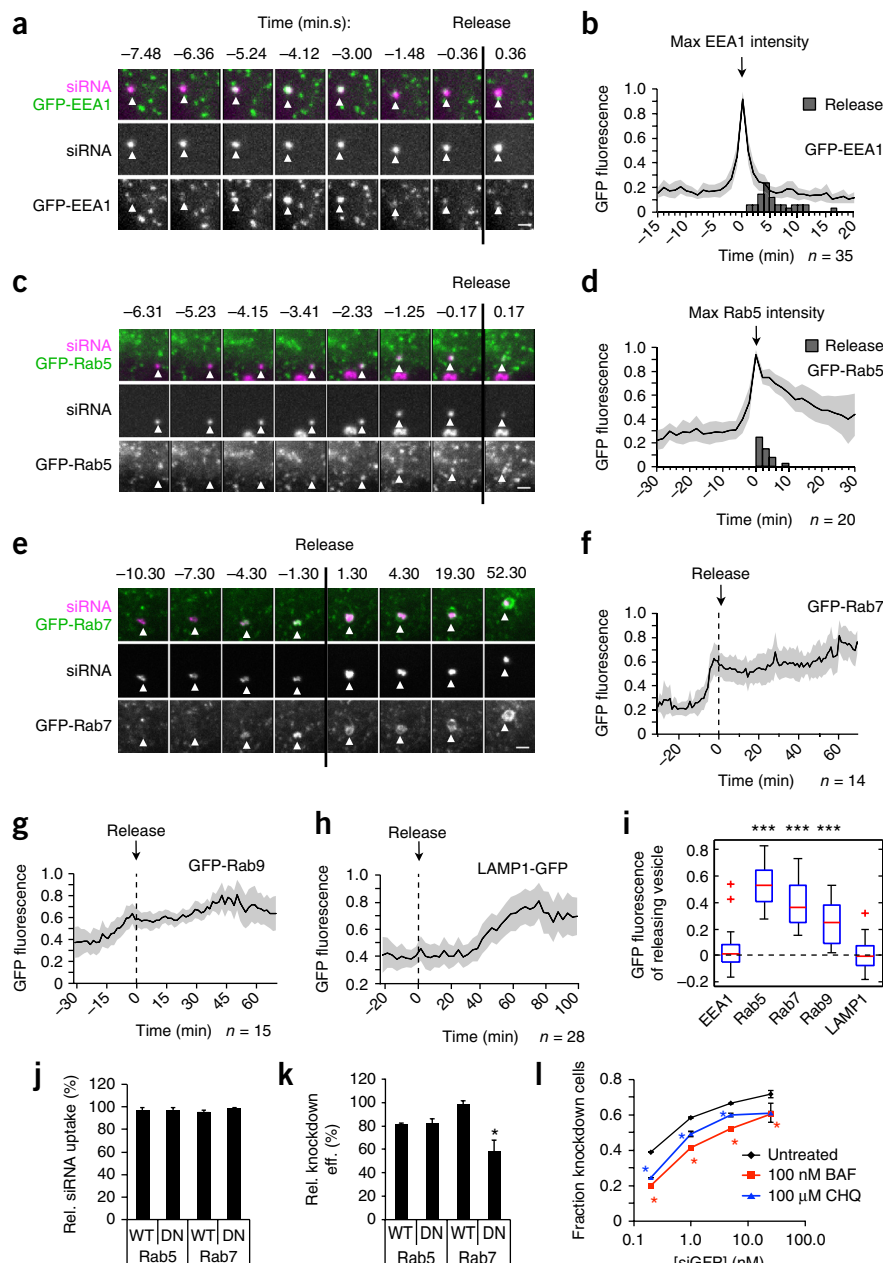 a
Time (min.s):
Release
–7.48 –6.36 –5.24 –4.12 –3.00 –1.48 –0.36 0.36
siRNA
GFP-EEA1
siRNA
GFP-EEA1
b
Max EEA1 intensity
Release
GFP-EEA1
GFP fluorescence
1.0
0.8
0.6
0.4
0.2
0
–15 –10 –5 0 5 10 15 20
Time (min) n = 35
c
Release
–6.31 –5.23 –4.15 –3.41 –2.33 –1.25 –0.17 0.17
siRNA
GFP-Rab5
siRNA
GFP-Rab5
d
Max Rab5 intensity
Release
GFP-Rab5
GFP fluorescence
1.0
0.8
0.6
0.4
0.2
0
–30 –20 –10 0 10 20 30
Time (min) n = 20
e
Release
–10.30 –7.30 –4.30 –1.30 1.30 4.30 19.30 52.30
siRNA
GFP-Rab7
siRNA
GFP-Rab7
f
Release
GFP-Rab7
GFP fluorescence
1.0
0.8
0.6
0.4
0.2
0
–20 0 20 40 60
Time (min) n = 14
g
Release
GFP-Rab9
GFP fluorescence
1.0
0.8
0.6
0.4
0.2
0
–30 –15 0 15 30 45 60
Time (min) n = 15
h
Release
LAMP1-GFP
GFP fluorescence
1.0
0.8
0.6
0.4
0.2
0
–20 0 20 40 60 80 100
Time (min) n = 28
i
*** *** ***
GFP fluorescence
of releasing vesicle
0.8
0.6
0.4
0.2
0
–0.2
EEA1 Rab5 Rab7 Rab9 LAMP1
j
Rel. siRNA uptake (%)
120
100
80
60
40
20
0
WT DN WT DN
Rab5 Rab7
k
Rel. knockdown
eff. (%)
120
100
80
60
40
20
0
*
WT DN WT DN
Rab5 Rab7
l
Fraction knockdown cells
0.8
0.6
0.4
0.2
0
* * *
* * * *
Untreated
100 nM BAF
100 µM CHQ
0.1 1.0 10.0 100.0
[siGFP] (nM)